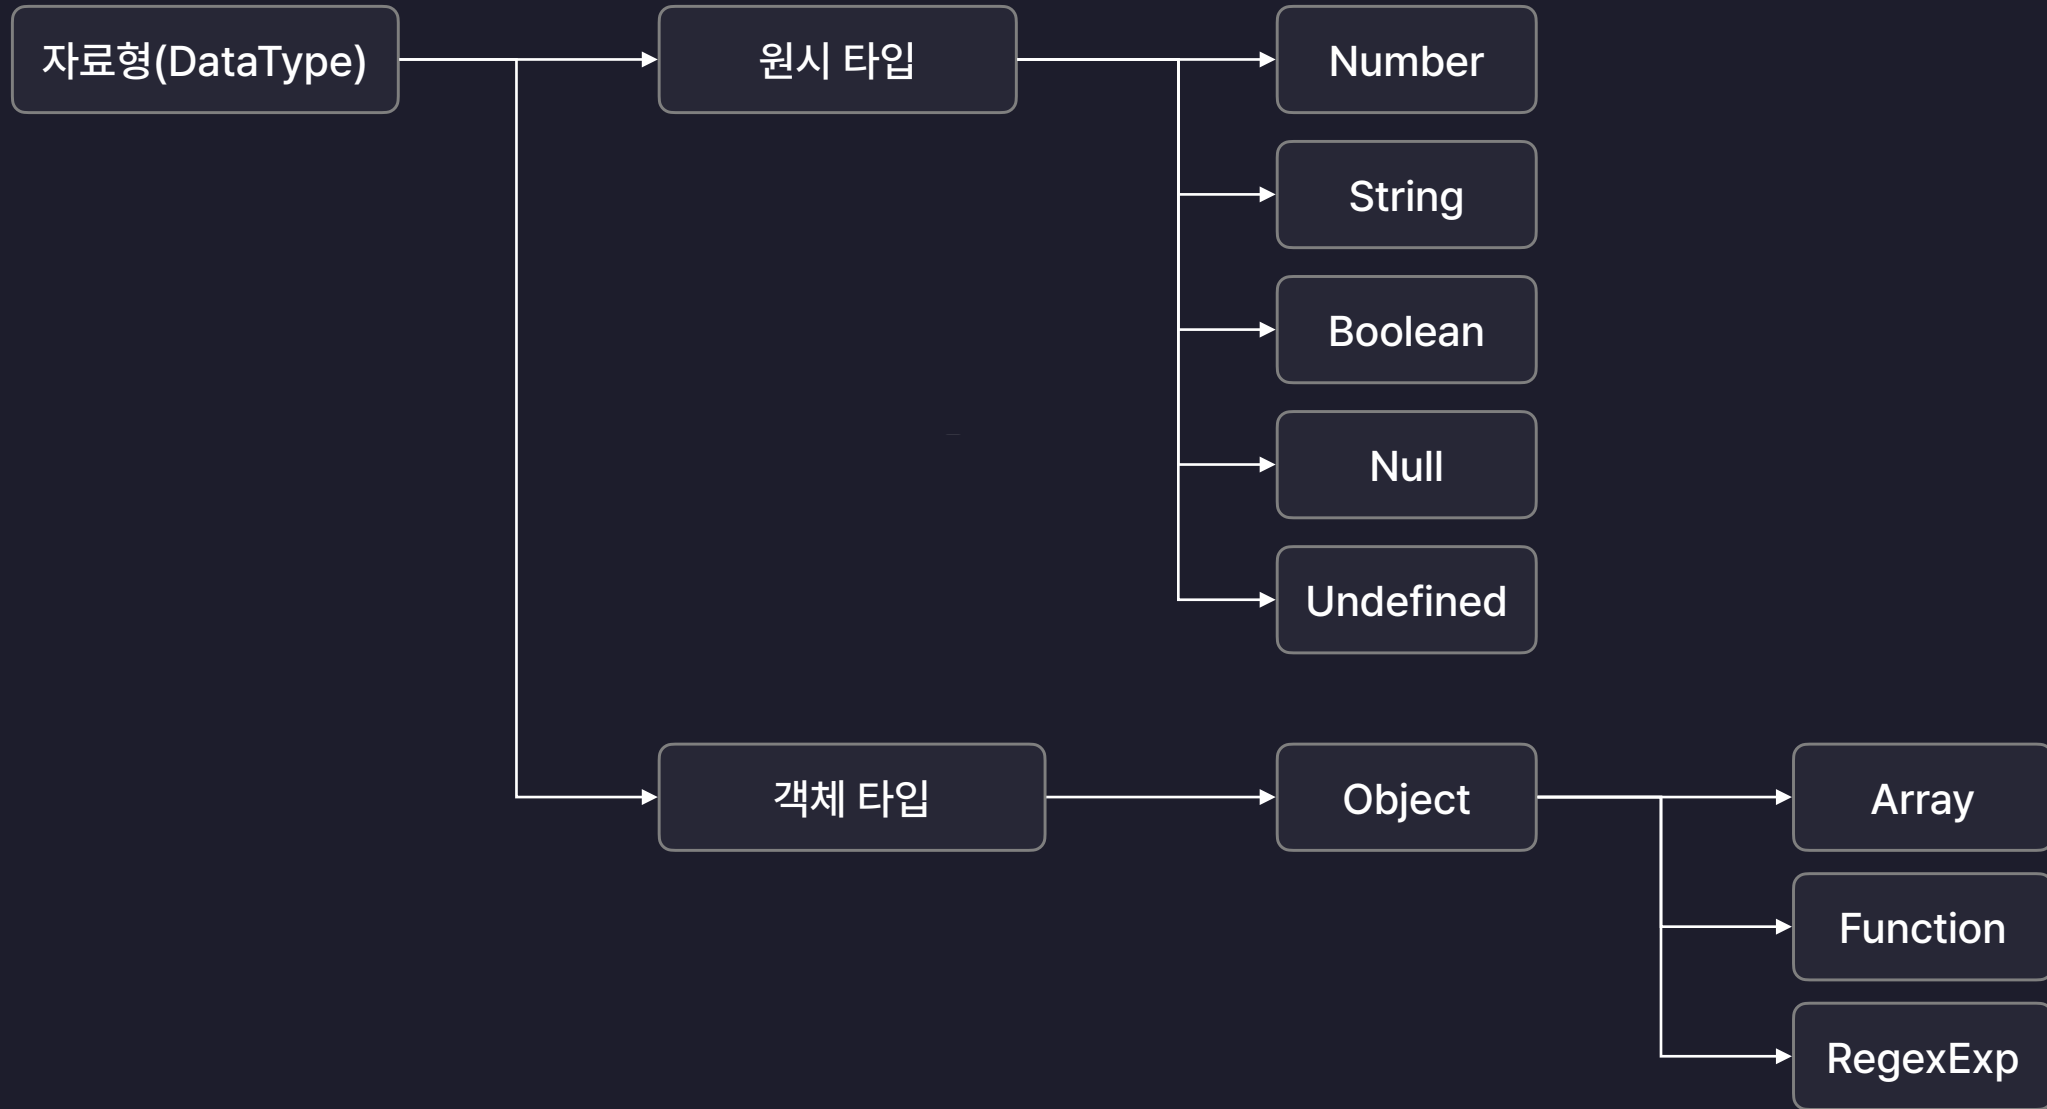 자료형(DataType)
원시 타입
Number
String
Boolean
Null
Undefined
객체 타입
Object
Array
Function
RegexExp